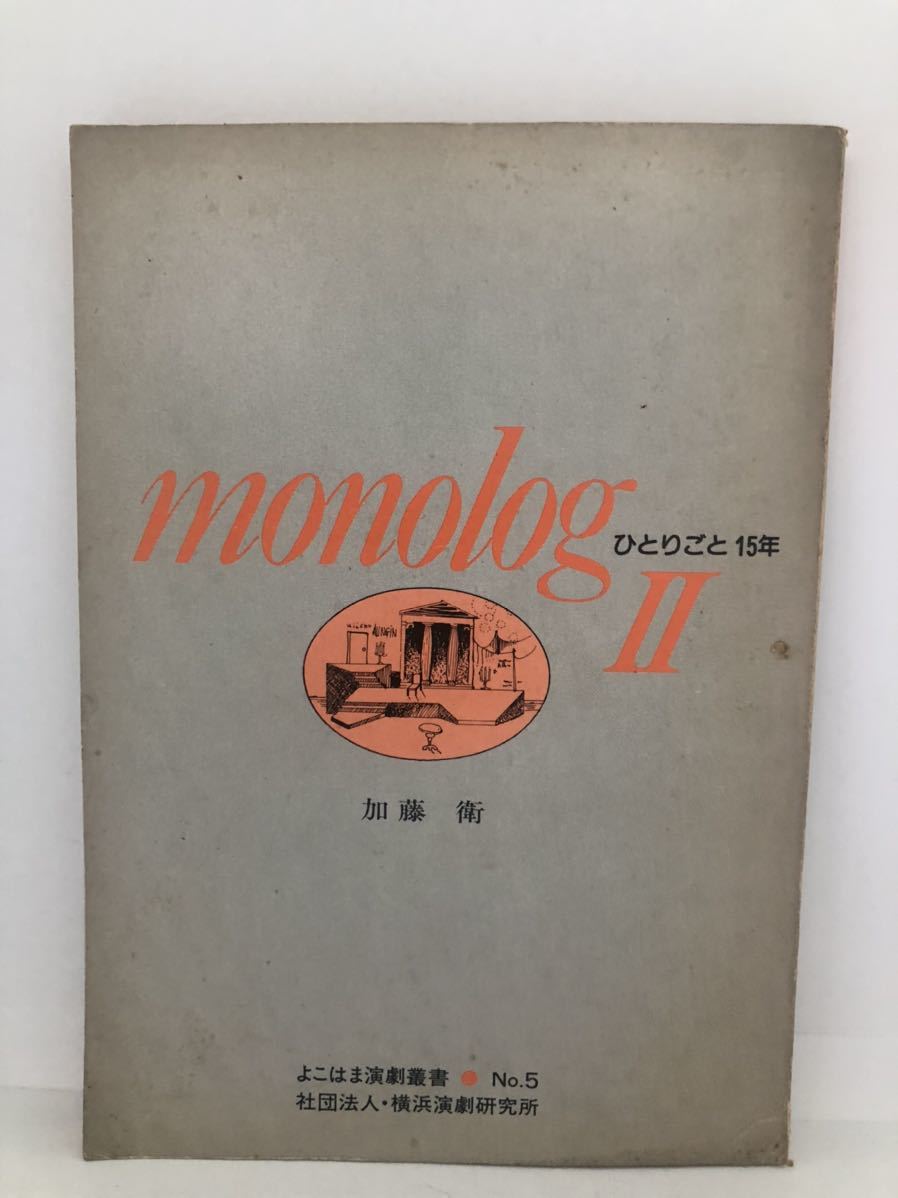 monolog
ひとりごと 15年
II
加藤 衛
よこはま演劇叢書 ● No.5
社団法人・横浜演劇研究所